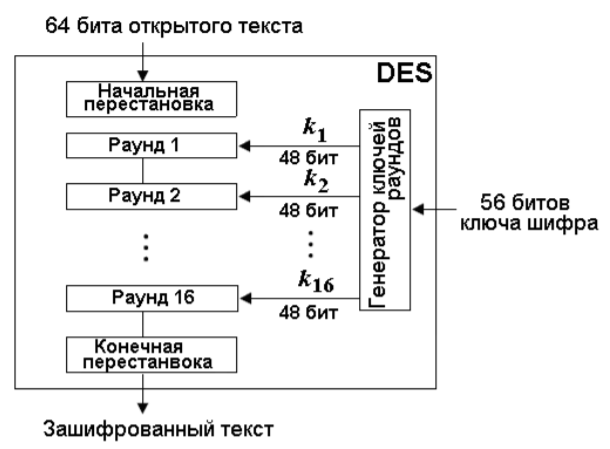 64 бита открытого текста
DES
Начальная
перестановка
Раунд 1
k1
48 бит
Раунд 2
k2
48 бит
Генератор ключей
раундов
56 битов
ключа шифра
Раунд 16
k16
48 бит
Конечная
перестанвока
Зашифрованный текст